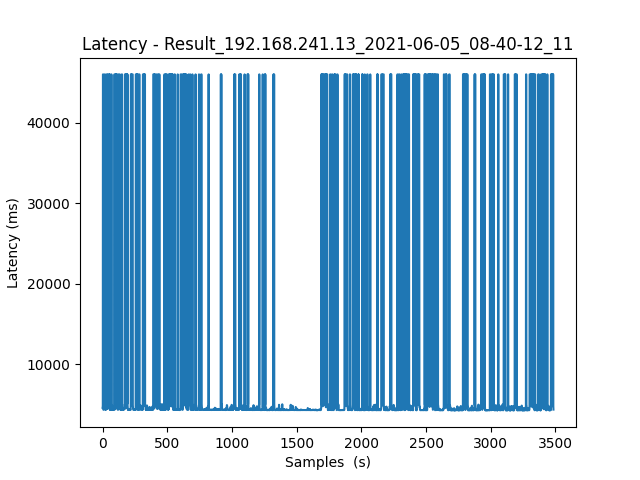 Latency - Result_192.168.241.13_2021-06-05_08-40-12_11
40000
30000
20000
10000
Latency (ms)
0 500 1000 1500 2000 2500 3000 3500
Samples  (s)